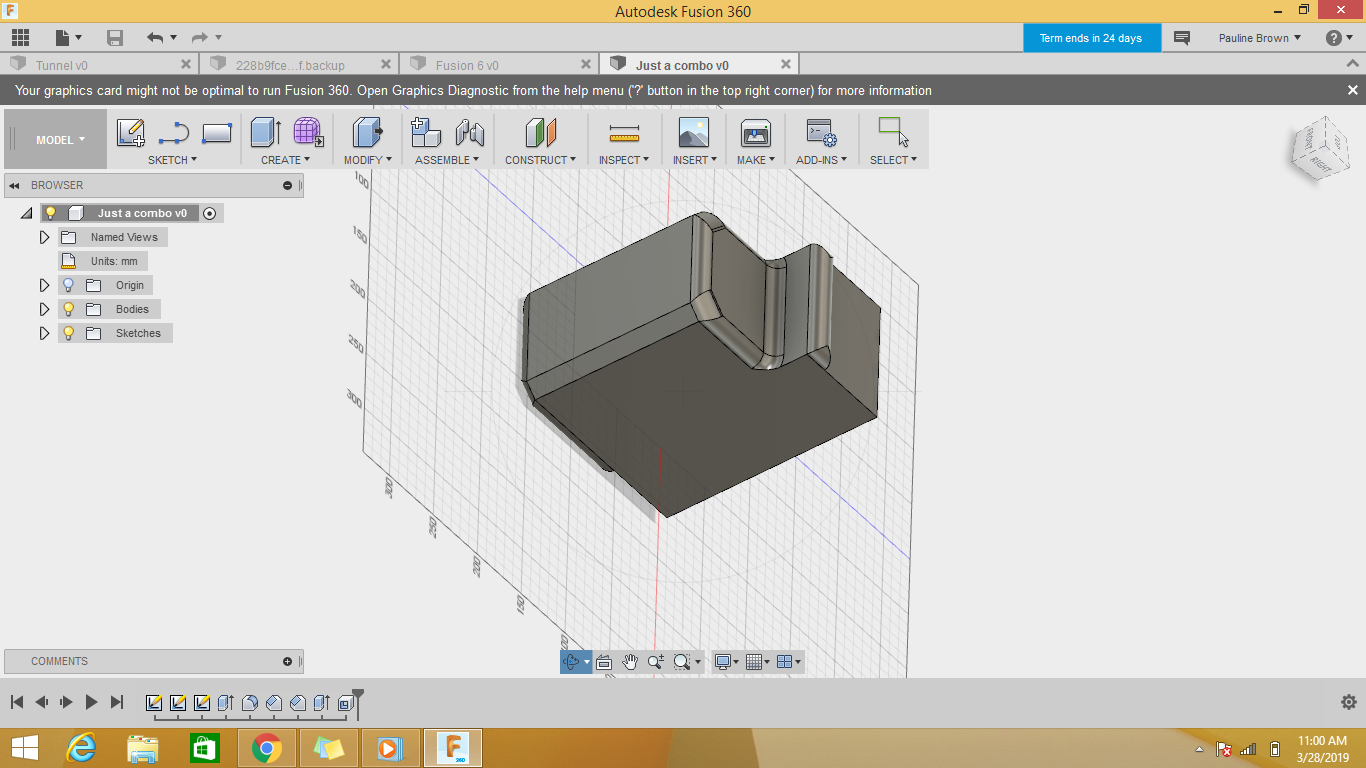 Autodesk Fusion 360
Term ends in 24 days
Pauline Brown
Tunnel v0
228b9fce...f.backup
Fusion 6 v0
Just a combo v0
Your graphics card might not be optimal to run Fusion 360. Open Graphics Diagnostic from the help menu ('?' button in the top right corner) for more information
MODEL
SKETCH
CREATE
MODIFY
ASSEMBLE
CONSTRUCT
INSPECT
INSERT
MAKE
ADD-INS
SELECT
BROWSER
Just a combo v0
Named Views
Units: mm
Origin
Bodies
Sketches
100
150
200
250
300
300
250
200
150
RIGHT
COMMENTS
360
11:00 AM
3/28/2019